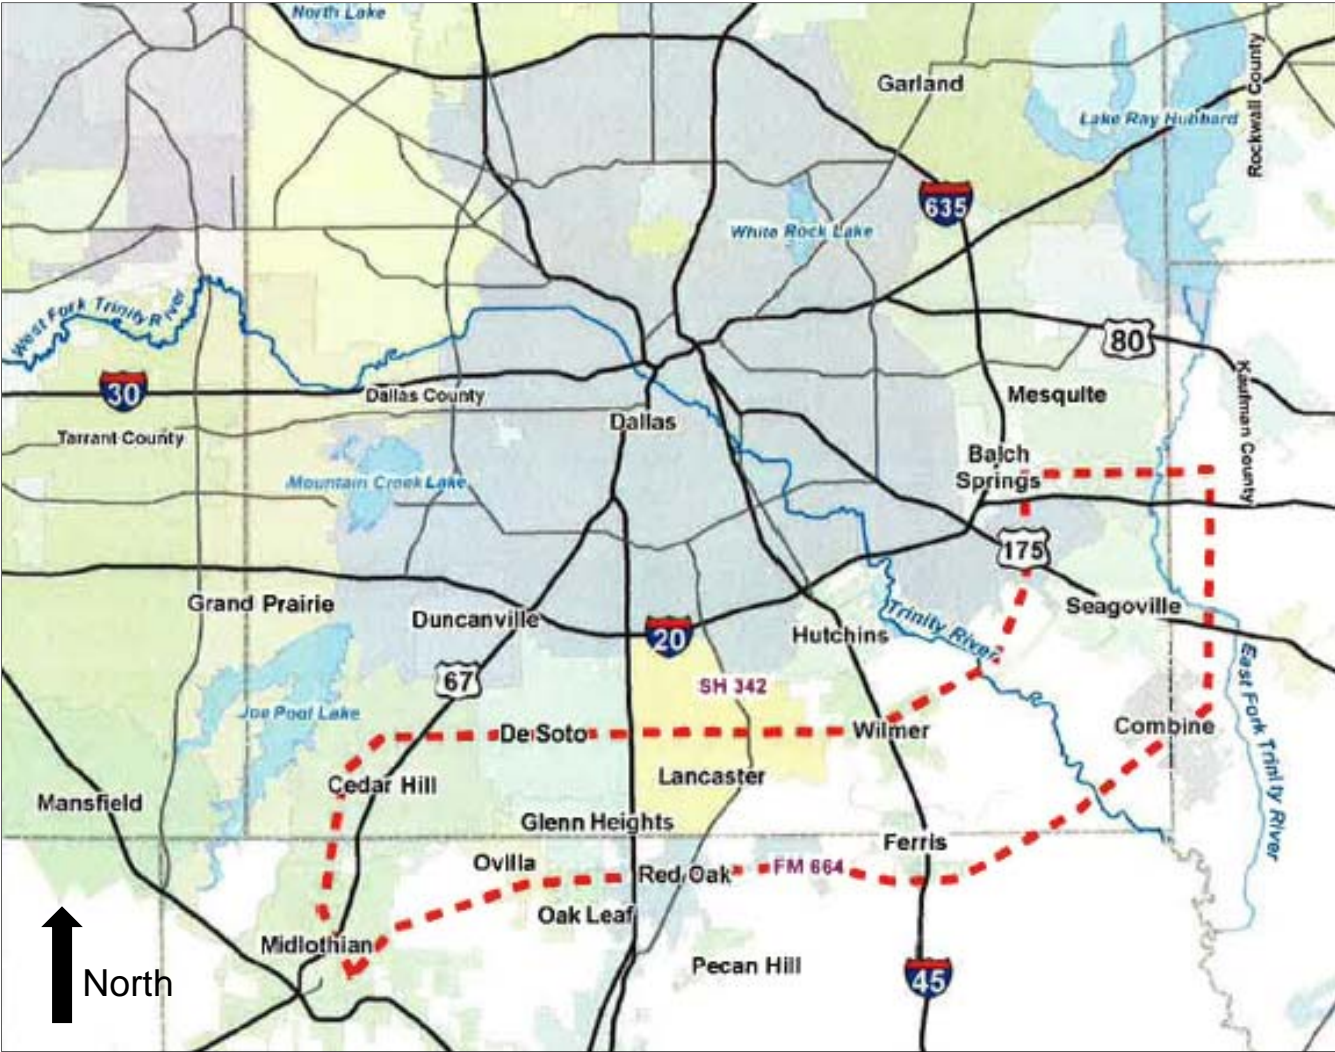 North Lake
Garland
Lake Ray Hubbard
Rockwall County
635
White Rock Lake
West Fork Trinity River
80
30
Dallas County
Mesquite
Kaufman County
Dallas
Tarrant County
Balch
Springs
Mountain Creek Lake
175
Grand Prairie
Duncanville
Seagoville
20
Hutchins
Trinity River
67
SH 342
East Fork Trinity River
Joe Pool Lake
De Soto
Wilmer
Combine
Cedar Hill
Lancaster
Mansfield
Glenn Heights
Ferris
Ovilla
Red Oak
FM 664
Oak Leaf
Midlothian
Pecan Hill
North
45